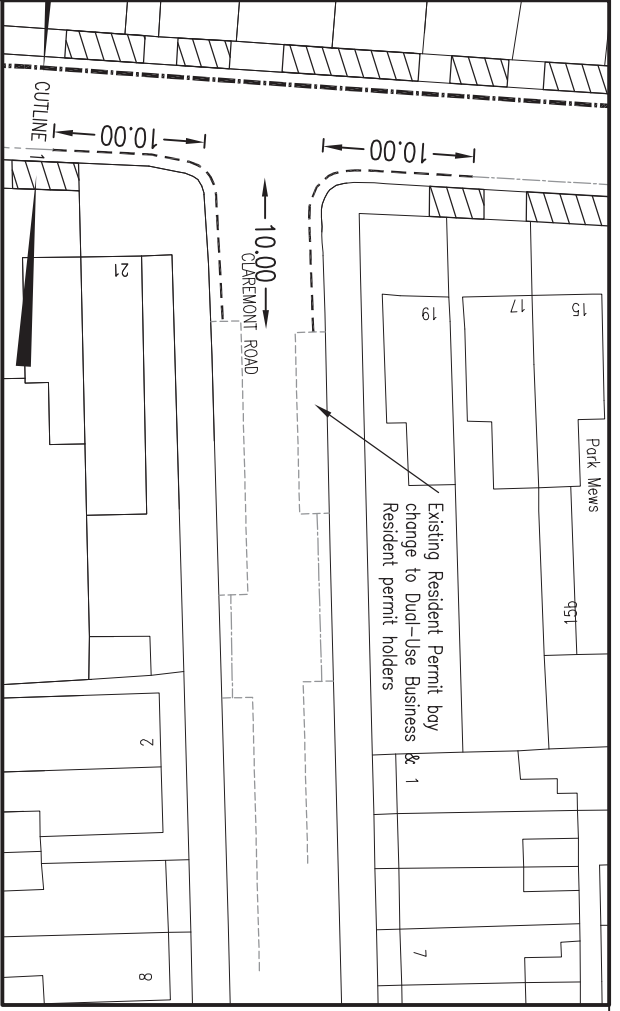 CUTLINE 1
10.00
10.00
10.00
CLAREMONT ROAD
21
19
17
15
Park Mews
15b
Existing Resident Permit bay
change to Dual-Use Business &
Resident permit holders
1
2
7
8